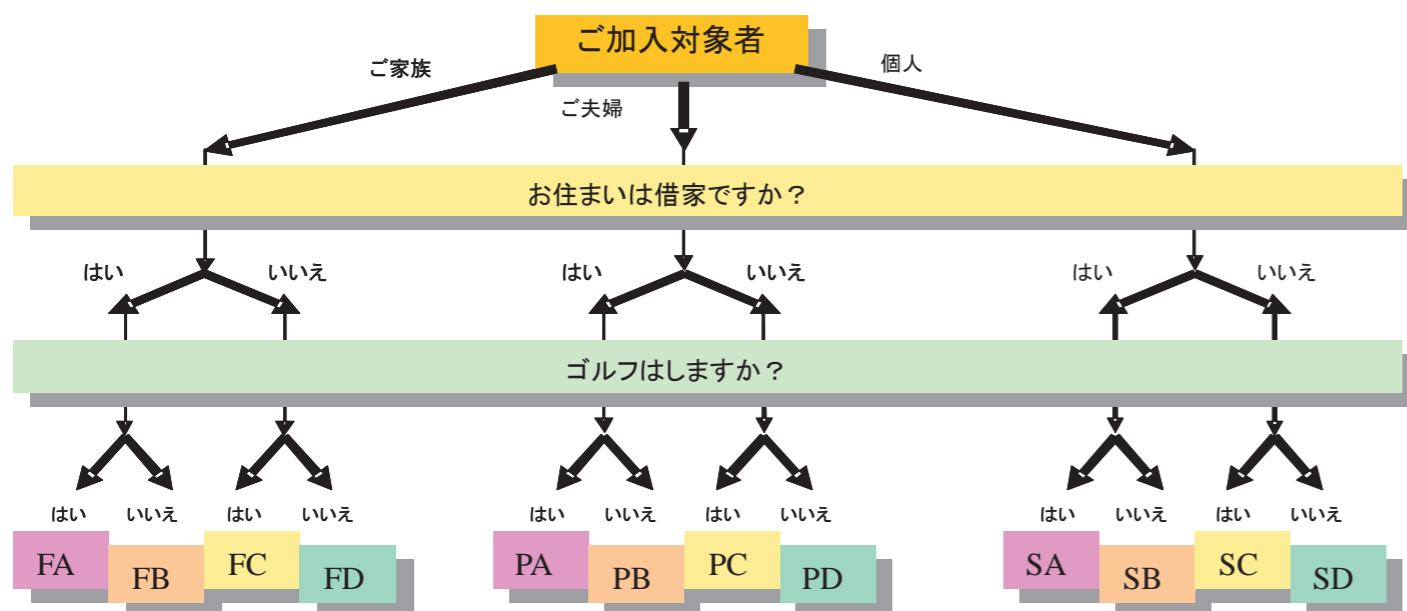 ご加入対象者
ご家族
ご夫婦
個人
お住まいは借家ですか？
はい いいえ はい いいえ はい いいえ
ゴルフはしますか？
はい いいえ はい いいえ はい いいえ はい いいえ はい いいえ はい いいえ
FA FB FC FD PA PB PC PD SA SB SC SD